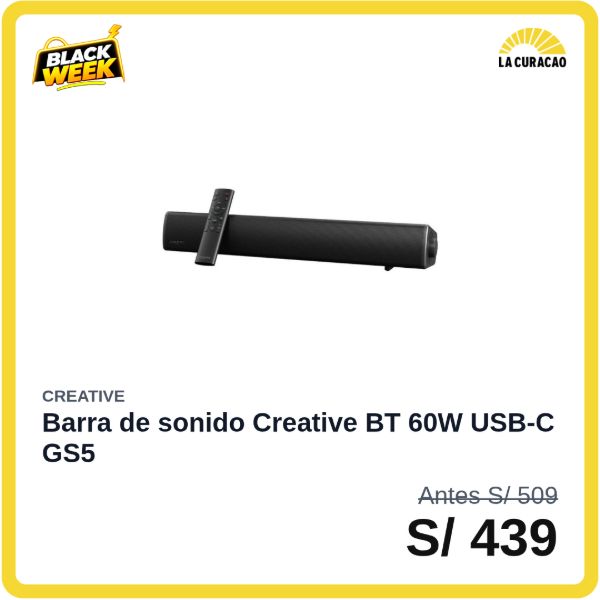 BLACK
WEEK
LA CURACAO
CREATIVE
Barra de sonido Creative BT 60W USB-C
GS5
Antes S/ 509
S/ 439